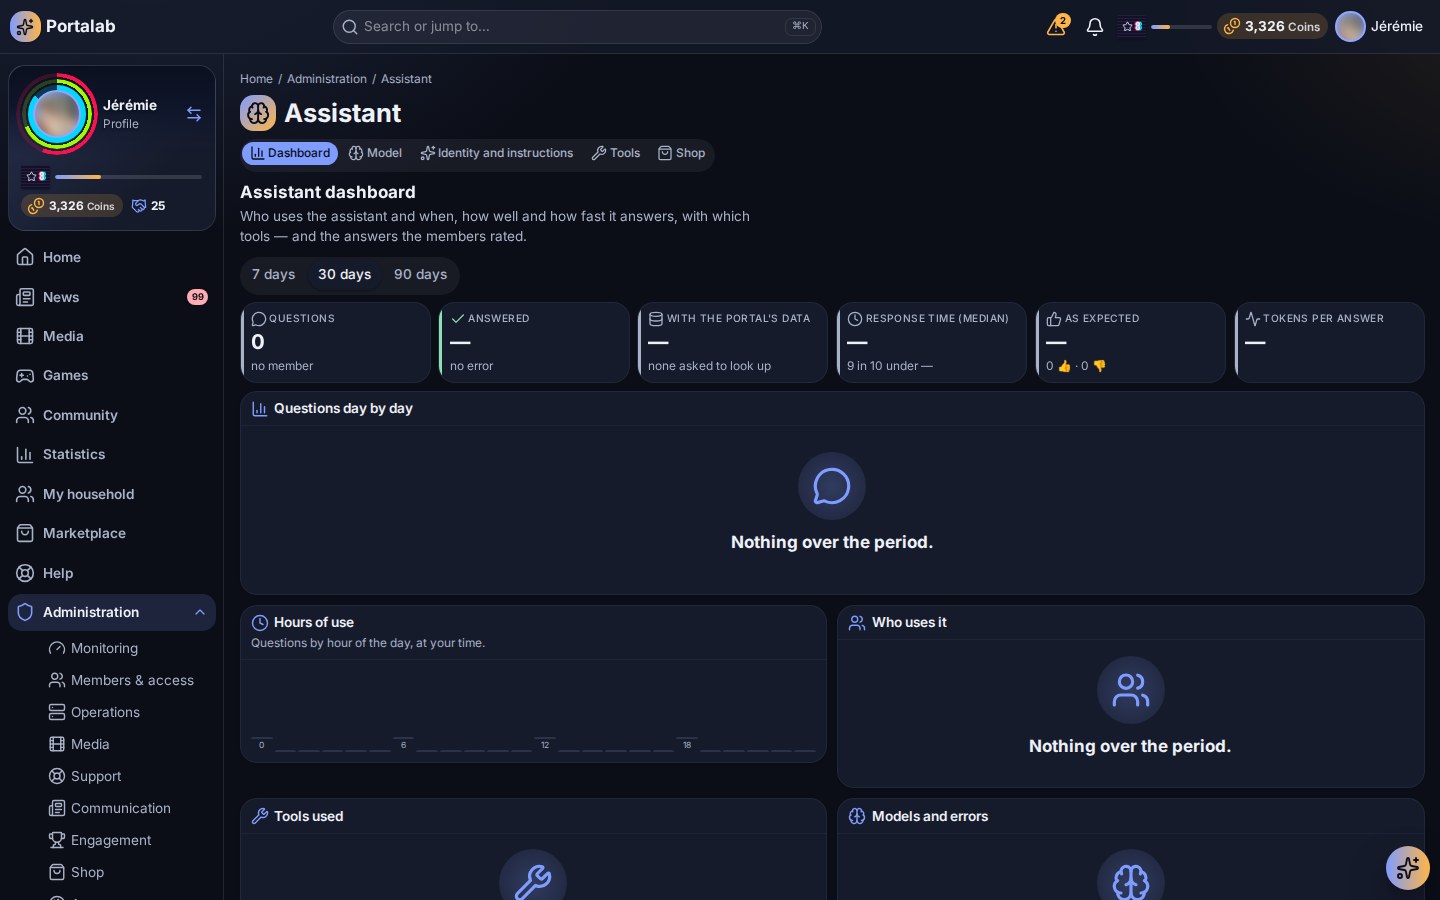 Portalab
Search or jump to...
⌘K
2
3,326 Coins
Jérémie
Jérémie
Profile
3,326 Coins
25
Home
News
99
Media
Games
Community
Statistics
My household
Marketplace
Help
Administration
Monitoring
Members & access
Operations
Media
Support
Communication
Engagement
Shop
Home / Administration / Assistant
Assistant
Dashboard
Model
Identity and instructions
Tools
Shop
Assistant dashboard
Who uses the assistant and when, how well and how fast it answers, with which
tools — and the answers the members rated.
7 days
30 days
90 days
QUESTIONS
0
no member
ANSWERED
—
no error
WITH THE PORTAL'S DATA
—
none asked to look up
RESPONSE TIME (MEDIAN)
—
9 in 10 under —
AS EXPECTED
—
0 👍 · 0 👎
TOKENS PER ANSWER
—
Questions day by day
Nothing over the period.
Hours of use
Questions by hour of the day, at your time.
0
6
12
18
Who uses it
Nothing over the period.
Tools used
Models and errors